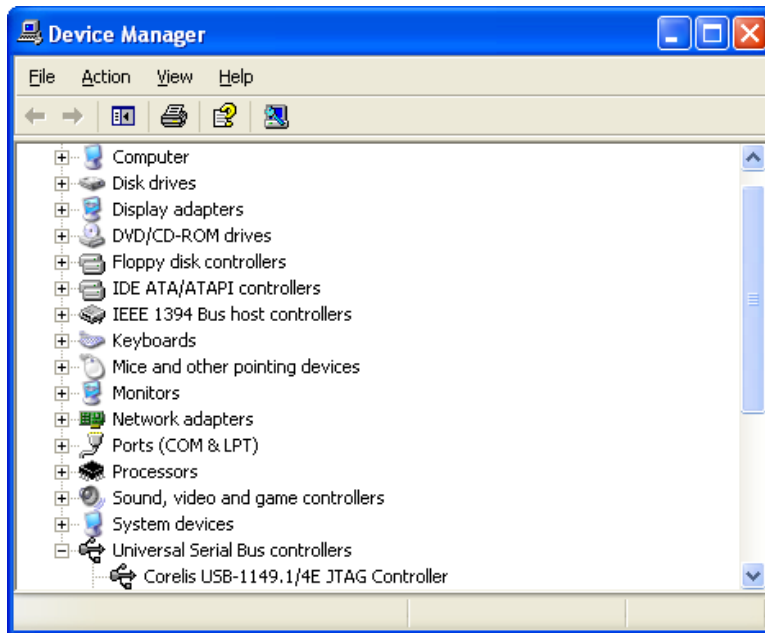 Device Manager
File Action View Help
Computer
Disk drives
Display adapters
DVD/CD-ROM drives
Floppy disk controllers
IDE ATA/ATAPI controllers
IEEE 1394 Bus host controllers
Keyboards
Mice and other pointing devices
Monitors
Network adapters
Ports (COM & LPT)
Processors
Sound, video and game controllers
System devices
Universal Serial Bus controllers
Corelis USB-1149.1/4E JTAG Controller